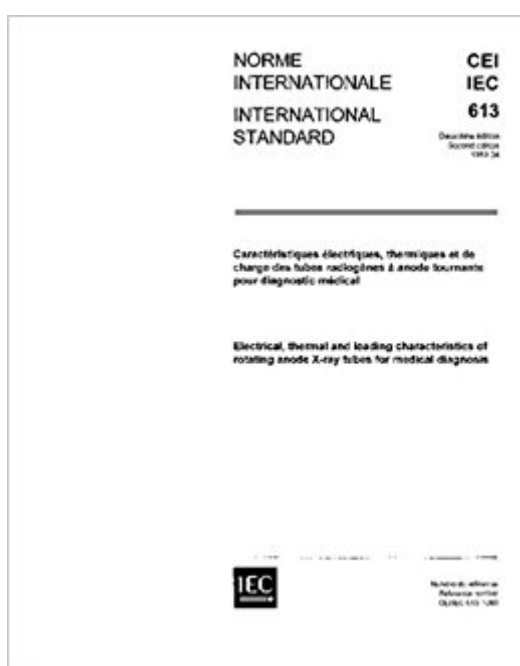 NORME
INTERNATIONALE
INTERNATIONAL
STANDARD
CEI
IEC
613
Deuxième édition
Second edition
Caractéristiques électriques, thermiques et de
charge des tubes radiogènes à anode tournante
pour diagnostic médical
Electrical, thermal and loading characteristics of
rotating anode X-ray tubes for medical diagnosis
IEC
Numéro de référence
Reference number